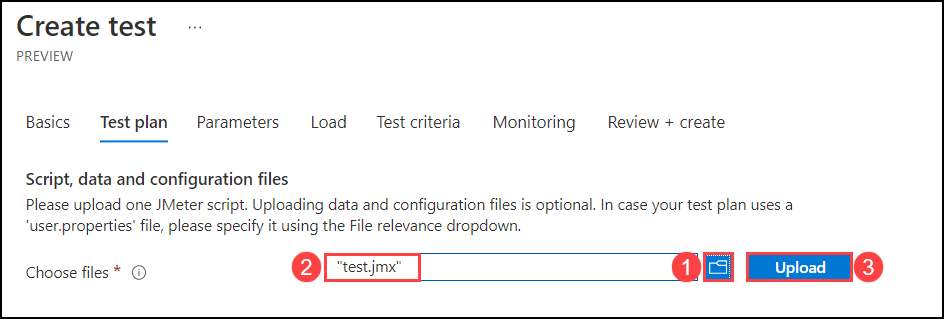 Create test ...
PREVIEW
Basics Test plan Parameters Load Test criteria Monitoring Review + create
Script, data and configuration files
Please upload one JMeter script. Uploading data and configuration files is optional. In case your test plan uses a
'user.properties' file, please specify it using the File relevance dropdown.
Choose files * 2 "test.jmx" 1 Upload 3